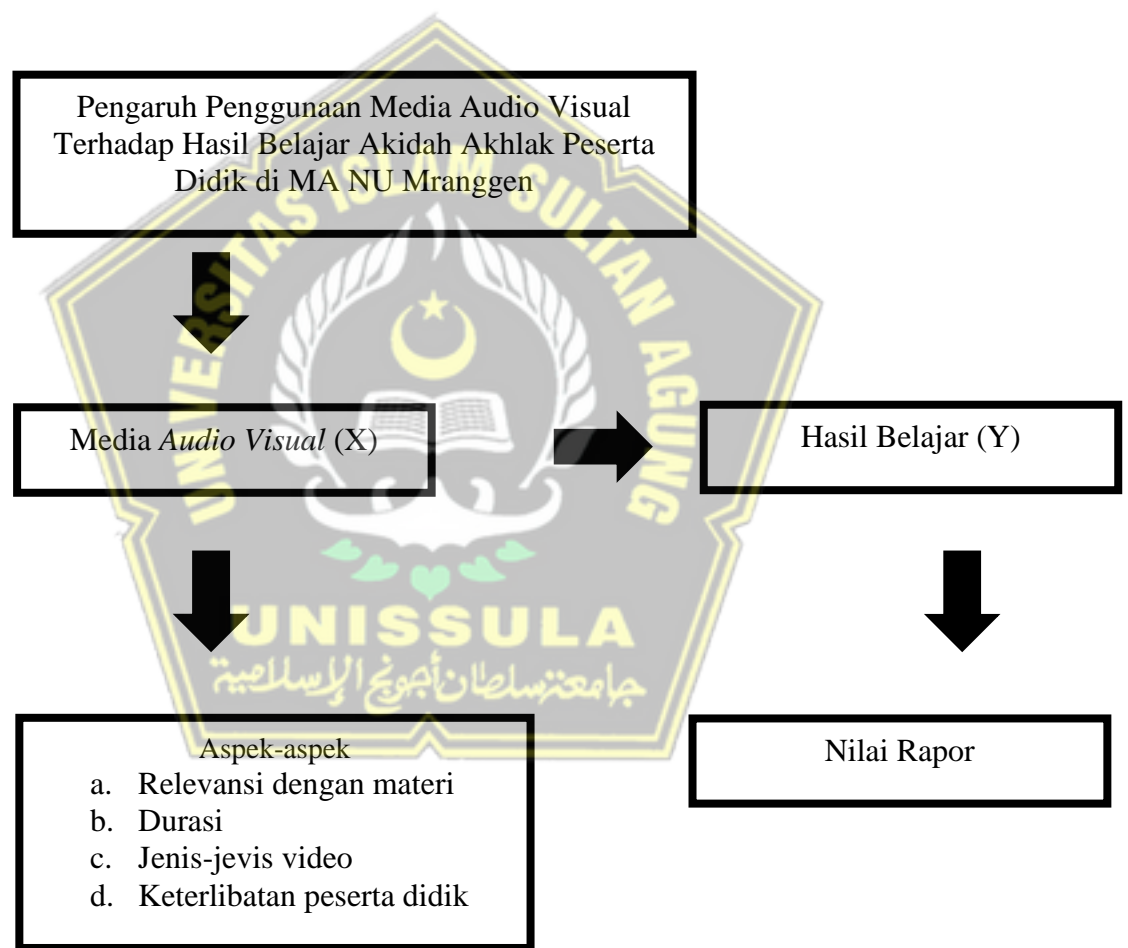 Pengaruh Penggunaan Media Audio Visual
Terhadap Hasil Belajar Akidah Akhlak Peserta
Didik di MA NU Mranggen
UNIVERSITAS ISLAM SULTAN AGUNG
Media Audio Visual (X)
Hasil Belajar (Y)
UNISSULA
جامعة سلطان أجونج الإسلامية
Aspek-aspek
a. Relevansi dengan materi
b. Durasi
c. Jenis-jevis video
d. Keterlibatan peserta didik
Nilai Rapor